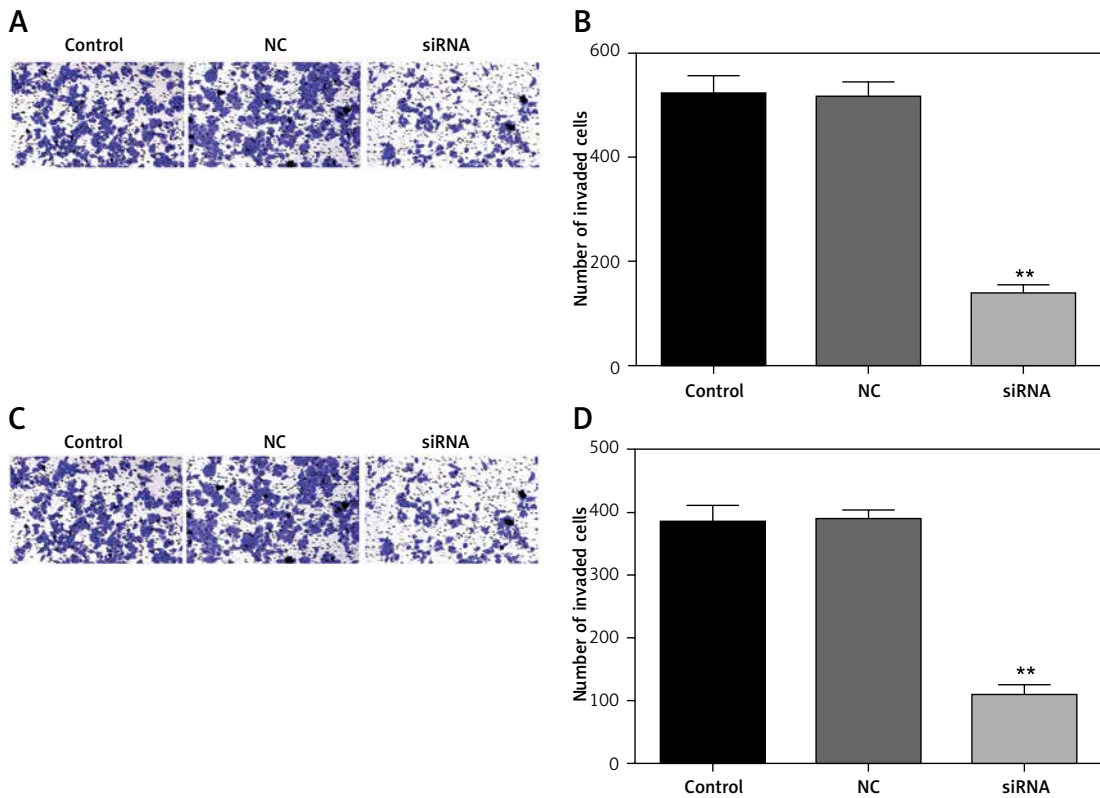 A
Control NC siRNA
B
Number of invaded cells
600
400
200
0
**
Control NC siRNA
C
Control NC siRNA
D
Number of invaded cells
500
400
300
200
100
0
**
Control NC siRNA